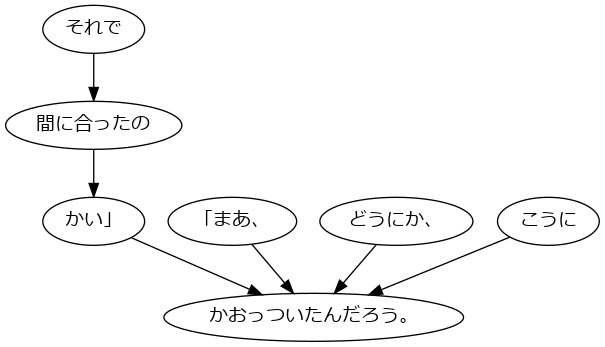 それで
間に合ったの
かい」
「まあ、
どうにか、
こうに
かおっついたんだろう。